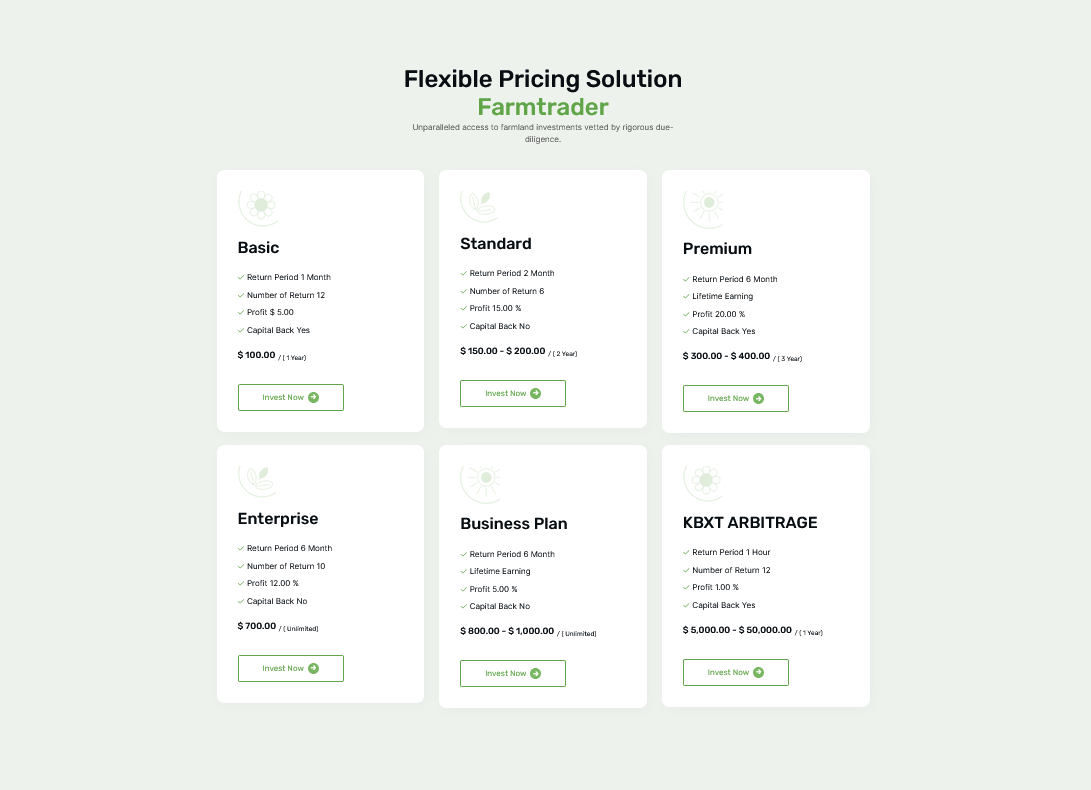 Flexible Pricing Solution
Farmtrader
Unparalleled access to farmland investments vetted by rigorous due-
diligence.
Basic
Return Period 1 Month
Number of Return 12
Profit $ 5.00
Capital Back Yes
$ 100.00 / ( 1 Year)
Invest Now
Standard
Return Period 2 Month
Number of Return 6
Profit 15.00 %
Capital Back No
$ 150.00 - $ 200.00 / ( 2 Year)
Invest Now
Premium
Return Period 6 Month
Lifetime Earning
Profit 20.00 %
Capital Back Yes
$ 300.00 - $ 400.00 / ( 3 Year)
Invest Now
Enterprise
Return Period 6 Month
Number of Return 10
Profit 12.00 %
Capital Back No
$ 700.00 / ( Unlimited)
Invest Now
Business Plan
Return Period 6 Month
Lifetime Earning
Profit 5.00 %
Capital Back No
$ 800.00 - $ 1,000.00 / ( Unlimited)
Invest Now
KBXT ARBITRAGE
Return Period 1 Hour
Number of Return 12
Profit 1.00 %
Capital Back Yes
$ 5,000.00 - $ 50,000.00 / ( 1 Year)
Invest Now